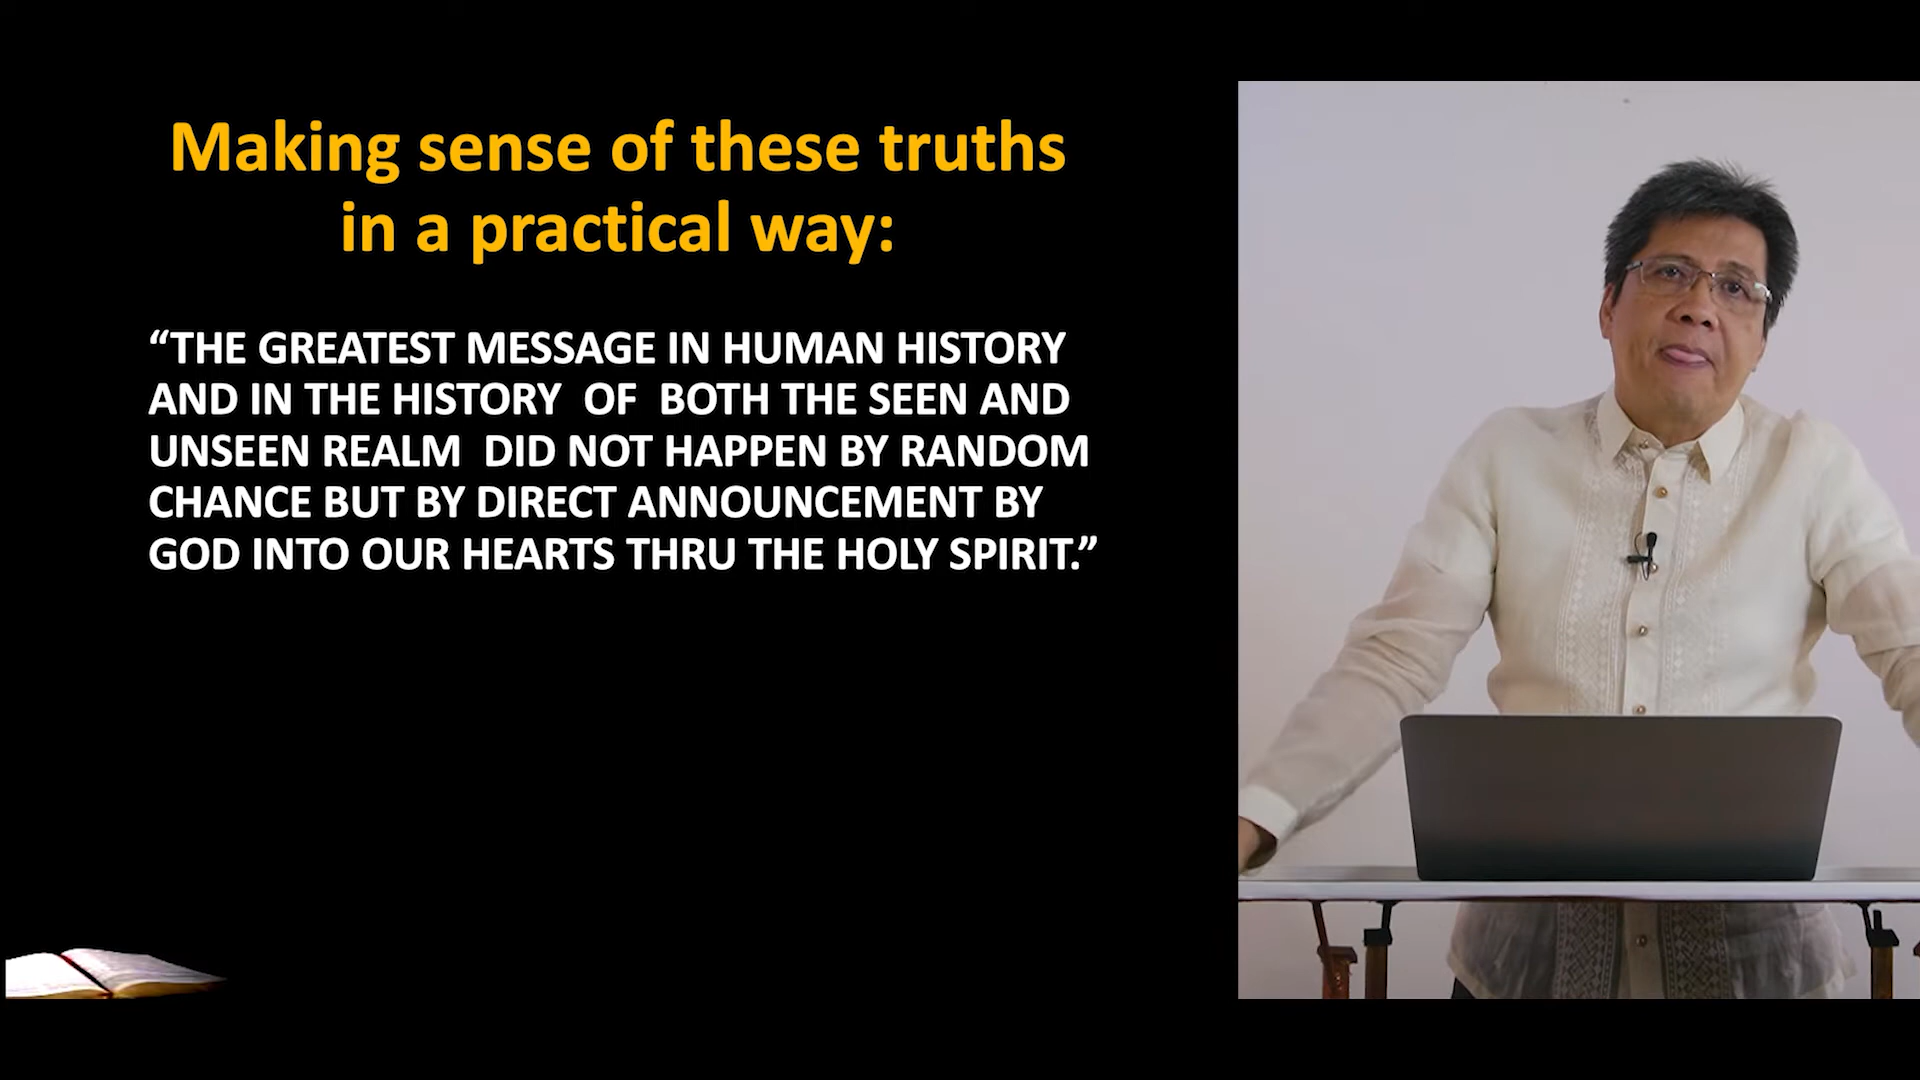 Making sense of these truths
in a practical way:
“THE GREATEST MESSAGE IN HUMAN HISTORY
AND IN THE HISTORY OF BOTH THE SEEN AND
UNSEEN REALM DID NOT HAPPEN BY RANDOM
CHANCE BUT BY DIRECT ANNOUNCEMENT BY
GOD INTO OUR HEARTS THRU THE HOLY SPIRIT.”